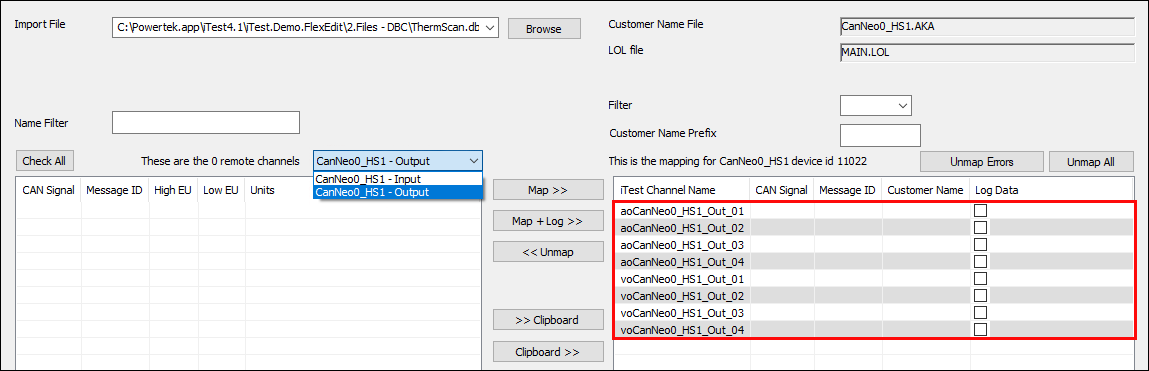 Import File
C:\Powertek.app\iTest4.1\iTest.Demo.FlexEdit\2.Files - DBC\ThermScan.db
Browse
Customer Name File
CanNeo0_HS1.AKA
LOL file
MAIN.LOL
Name Filter
Filter
Customer Name Prefix
Check All
These are the 0 remote channels
CanNeo0_HS1 - Output
CanNeo0_HS1 - Input
CanNeo0_HS1 - Output
This is the mapping for CanNeo0_HS1 device id 11022
Unmap Errors
Unmap All
CAN Signal Message ID High EU Low EU Units
Map >>
Map + Log >>
<< Unmap
>> Clipboard
Clipboard >>
iTest Channel Name CAN Signal Message ID Customer Name Log Data
aoCanNeo0_HS1_Out_01
aoCanNeo0_HS1_Out_02
aoCanNeo0_HS1_Out_03
aoCanNeo0_HS1_Out_04
voCanNeo0_HS1_Out_01
voCanNeo0_HS1_Out_02
voCanNeo0_HS1_Out_03
voCanNeo0_HS1_Out_04